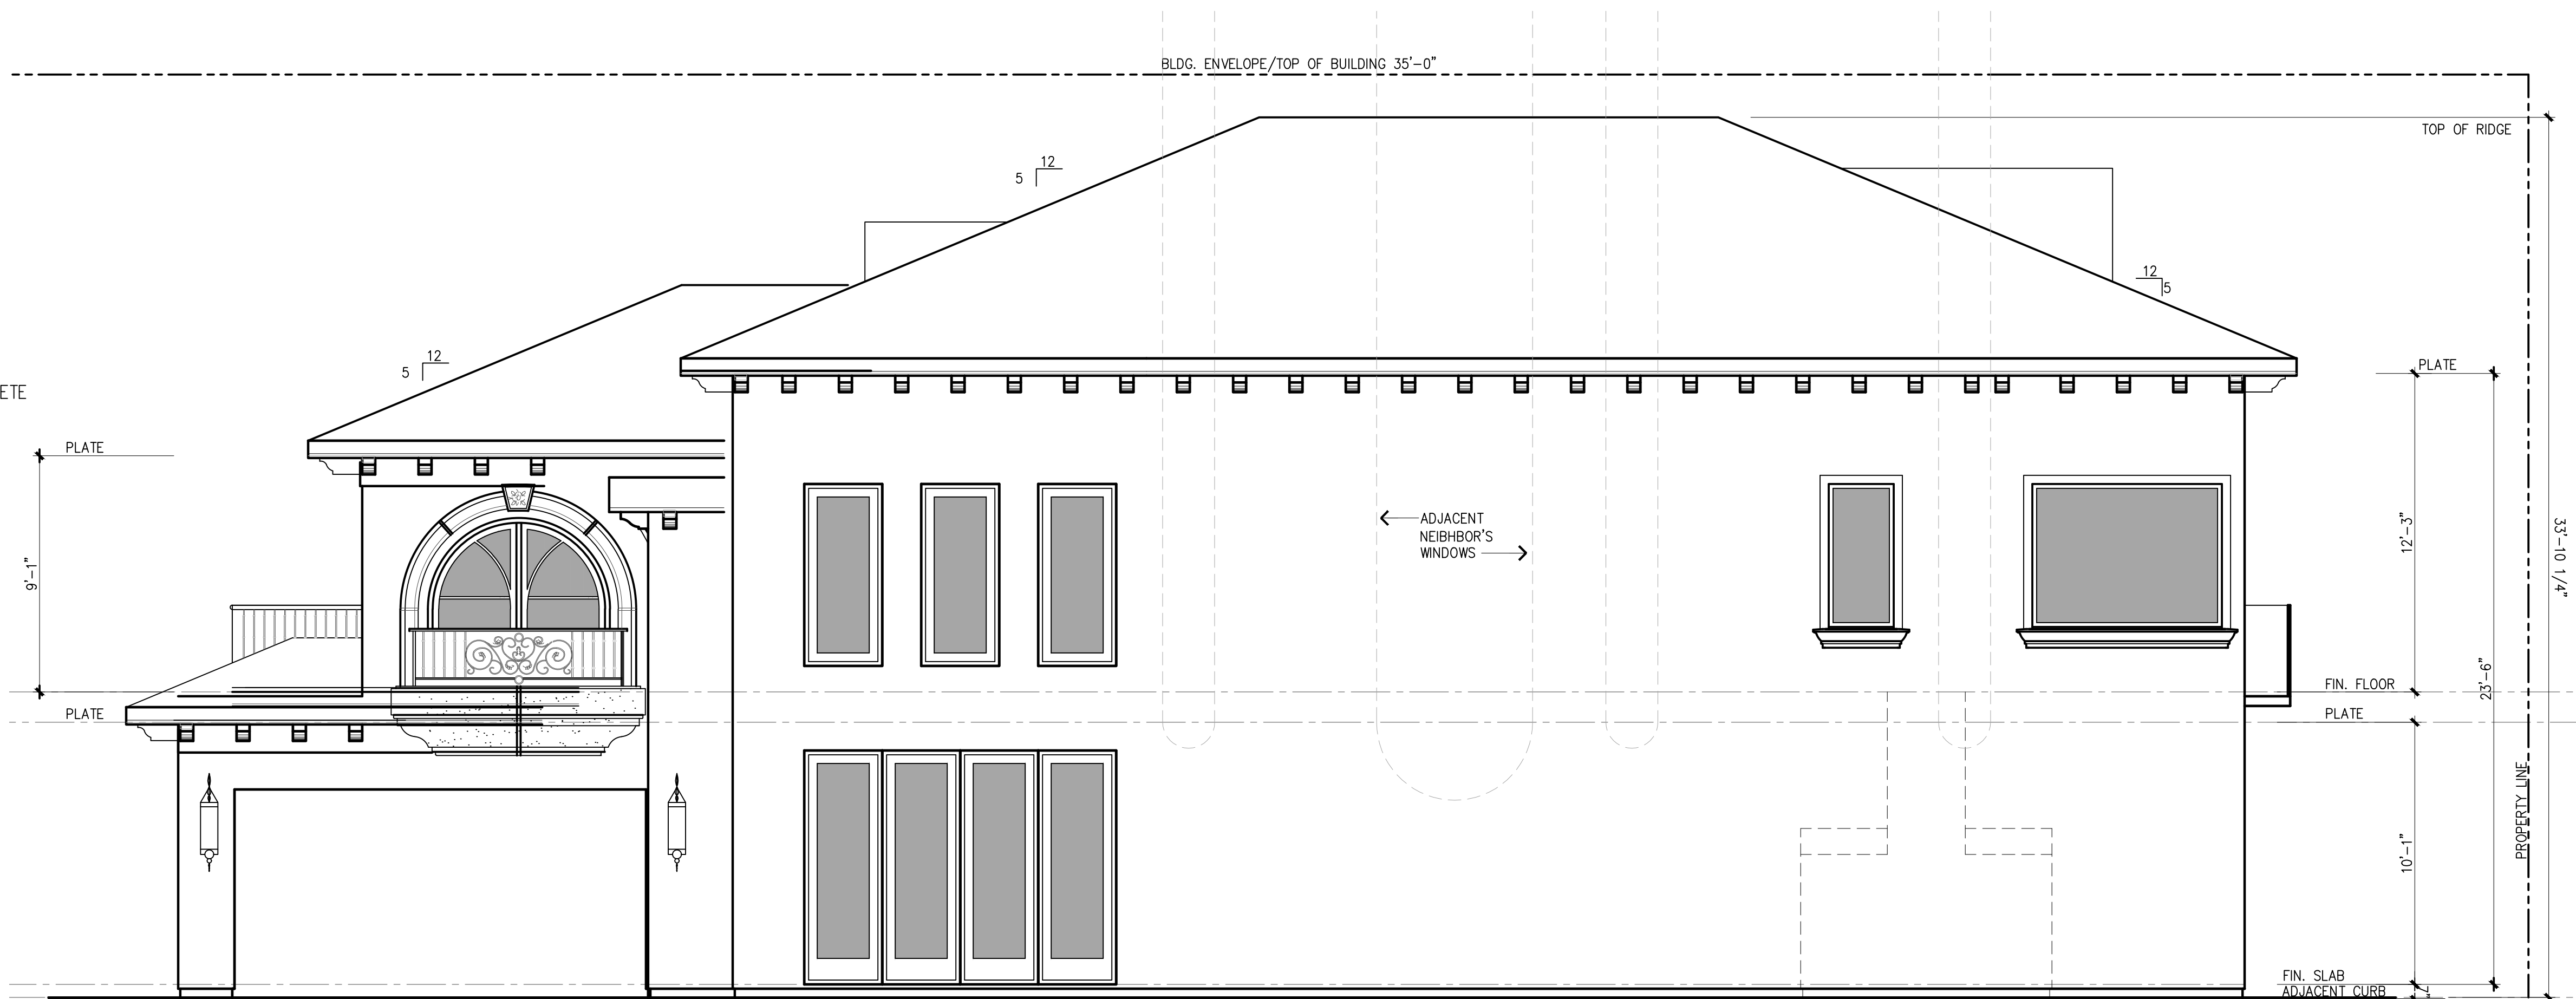 BLDG. ENVELOPE/TOP OF BUILDING 35'-0"
TOP OF RIDGE
12
5
12
5
12
5
ETE
PLATE
PLATE
9'-1"
PLATE
ADJACENT
NEIBHBOR'S
WINDOWS
12'-3"
33'-10 1/4"
23'-6"
FIN. FLOOR
PLATE
10'-1"
PROPERTY LINE
FIN. SLAB
ADJACENT CURB